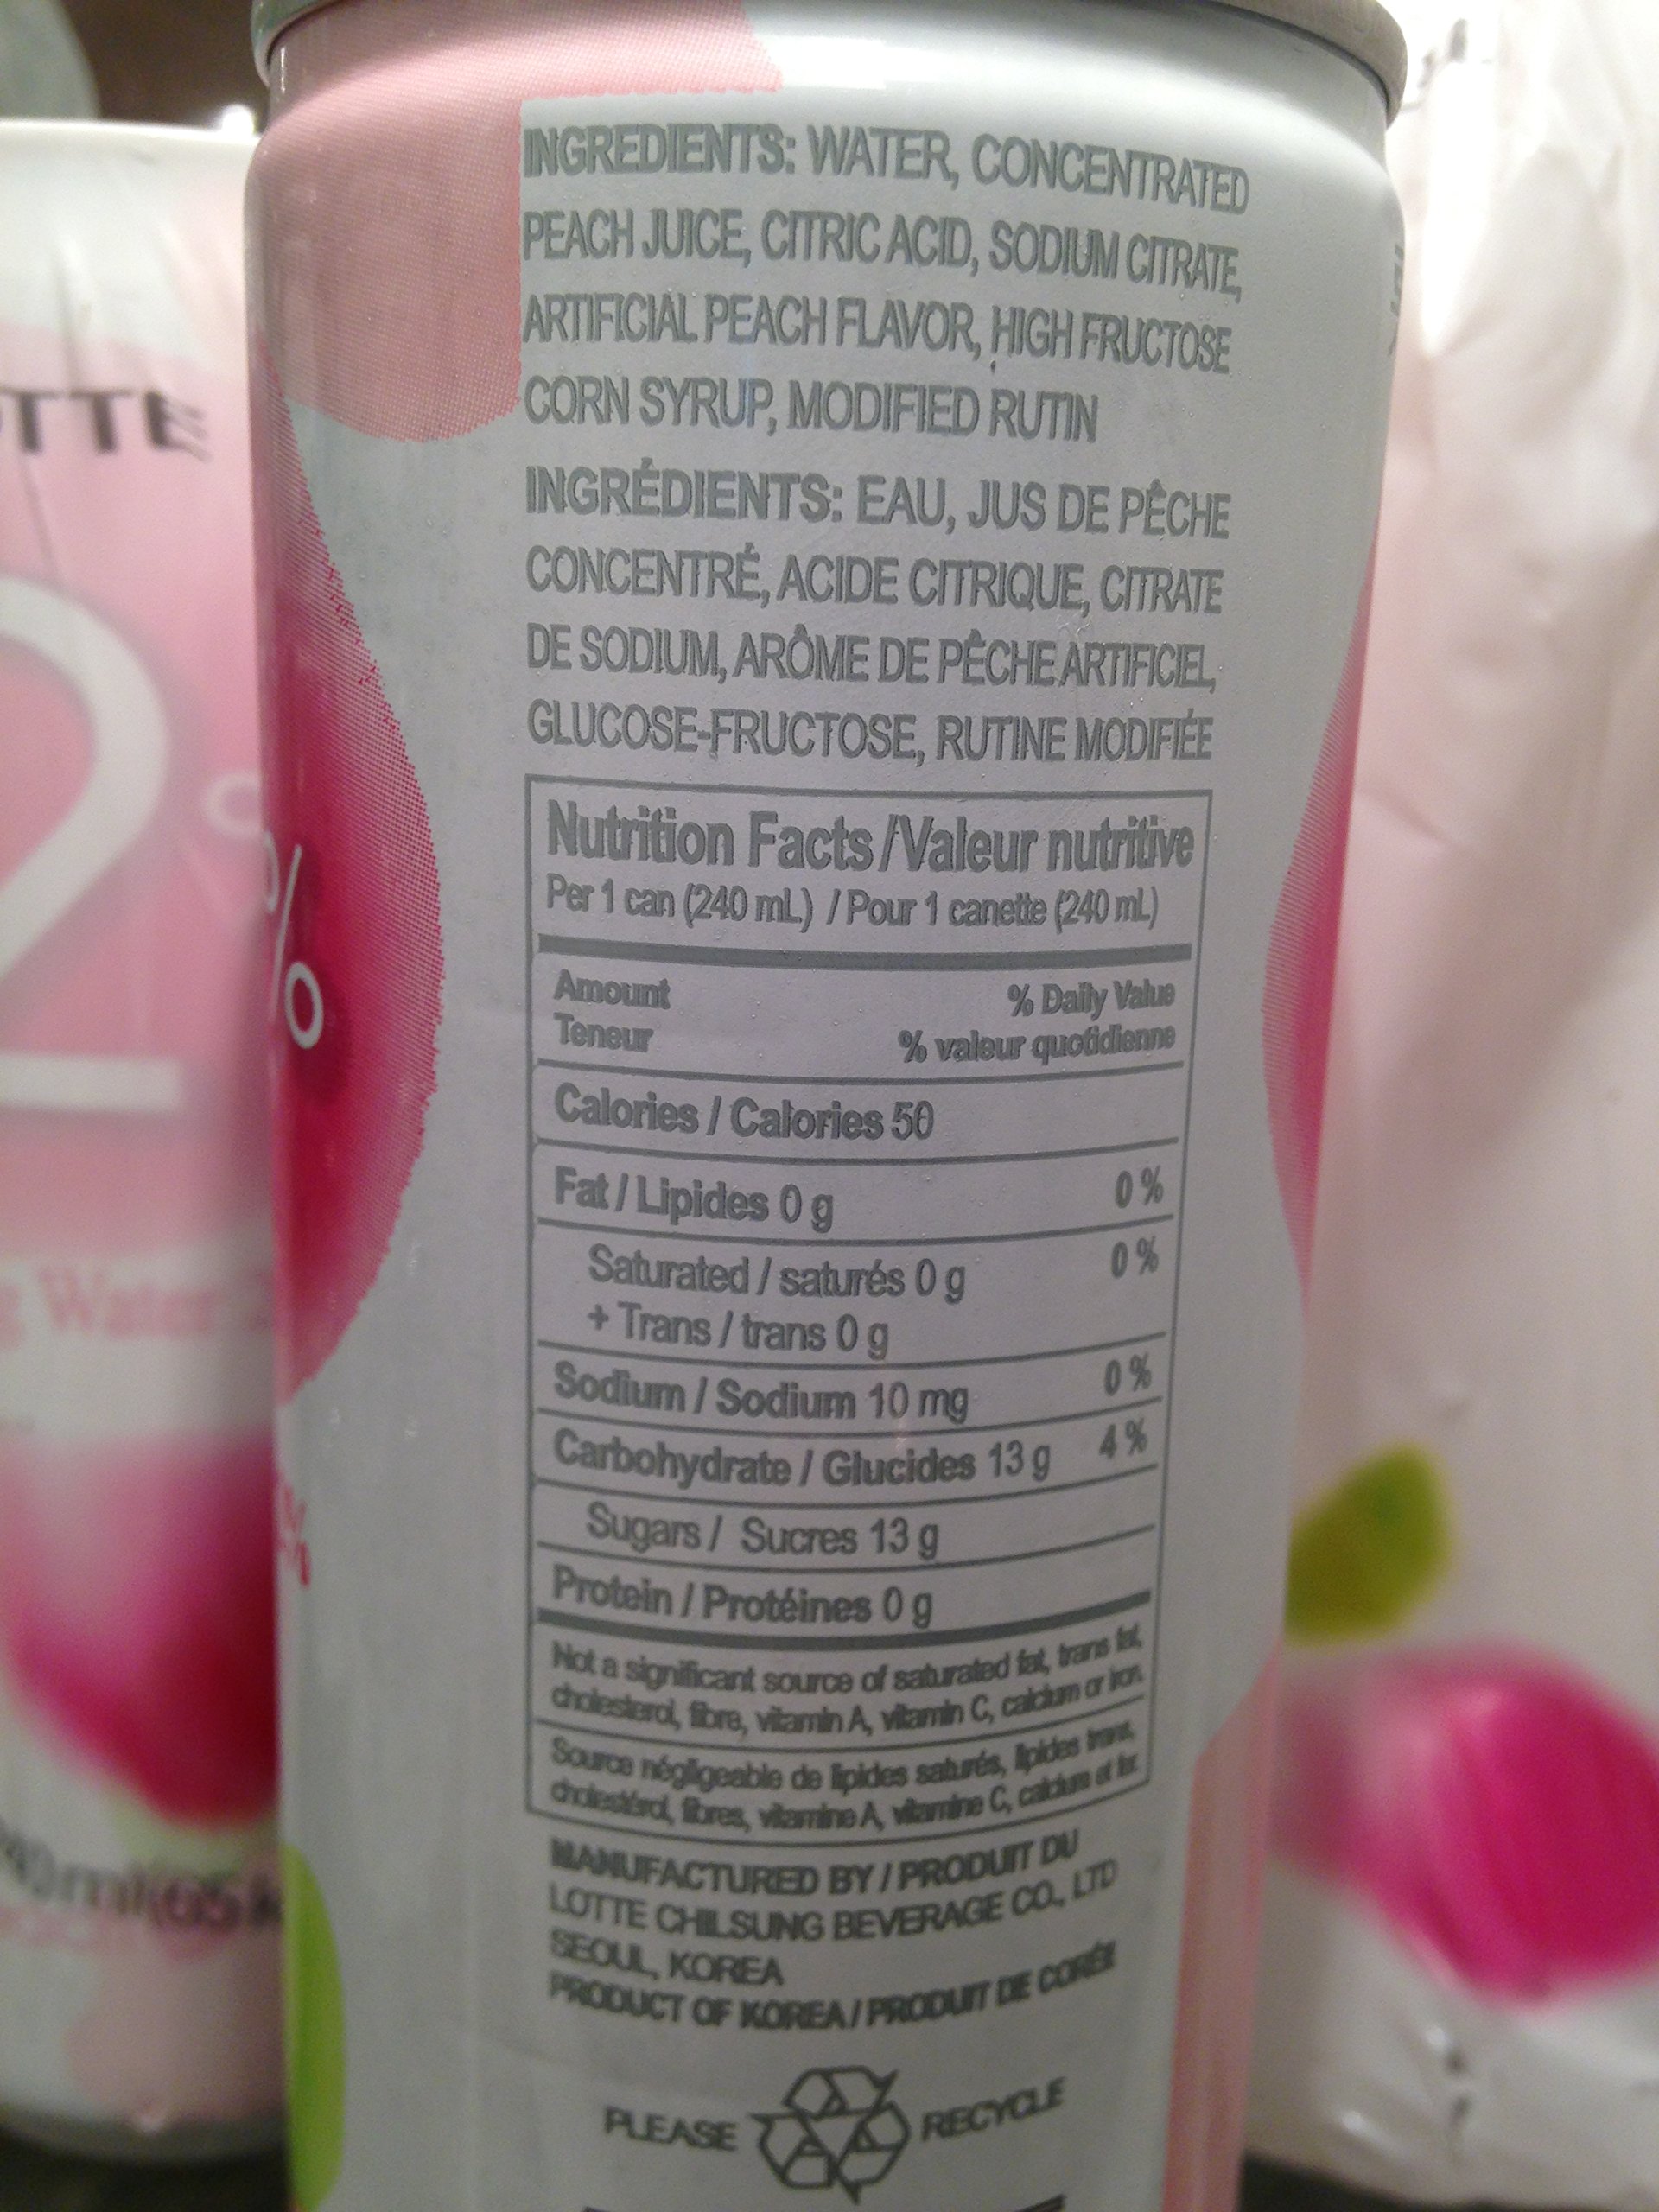 INGREDIENTS: WATER, CONCENTRATED
PEACH JUICE, CITRIC ACID, SODIUM CITRATE,
ARTIFICIAL PEACH FLAVOR, HIGH FRUCTOSE
CORN SYRUP, MODIFIED RUTIN
INGRÉDIENTS: EAU, JUS DE PÊCHE
CONCENTRÉ, ACIDE CITRIQUE, CITRATE
DE SODIUM, ARÔME DE PÊCHE ARTIFICIEL,
GLUCOSE-FRUCTOSE, RUTINE MODIFIÉE
Nutrition Facts / Valeur nutritive
Per 1 can (240 mL) / Pour 1 canette (240 mL)
Amount % Daily Value
Teneur % valeur quotidienne
Calories / Calories 50
Fat / Lipides 0 g 0 %
Saturated / saturés 0 g 0 %
+ Trans / trans 0 g
Sodium / Sodium 10 mg 0 %
Carbohydrate / Glucides 13 g 4 %
Sugars / Sucres 13 g
Protein / Protéines 0 g
Not a significant source of saturated fat, trans fat,
cholesterol, fibre, vitamin A, vitamin C, calcium or iron.
Source négligeable de lipides saturés, lipides trans,
cholestérol, fibres, vitamine A, vitamine C, calcium et fer.
MANUFACTURED BY / PRODUIT DU
LOTTE CHILSUNG BEVERAGE CO., LTD
SEOUL, KOREA
PRODUCT OF KOREA / PRODUIT DE CORÉE
PLEASE RECYCLE
TTE
2
%
Water